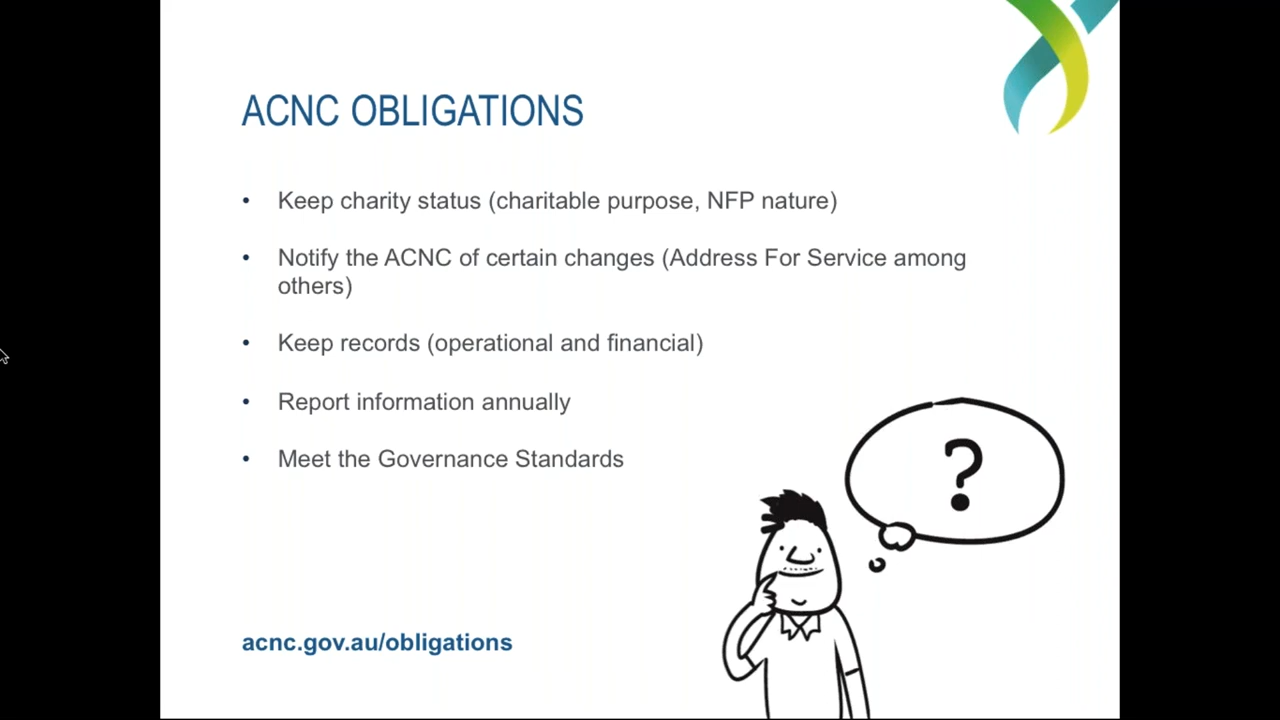 ACNC OBLIGATIONS
• Keep charity status (charitable purpose, NFP nature)
• Notify the ACNC of certain changes (Address For Service among
others)
• Keep records (operational and financial)
• Report information annually
• Meet the Governance Standards
?
acnc.gov.au/obligations